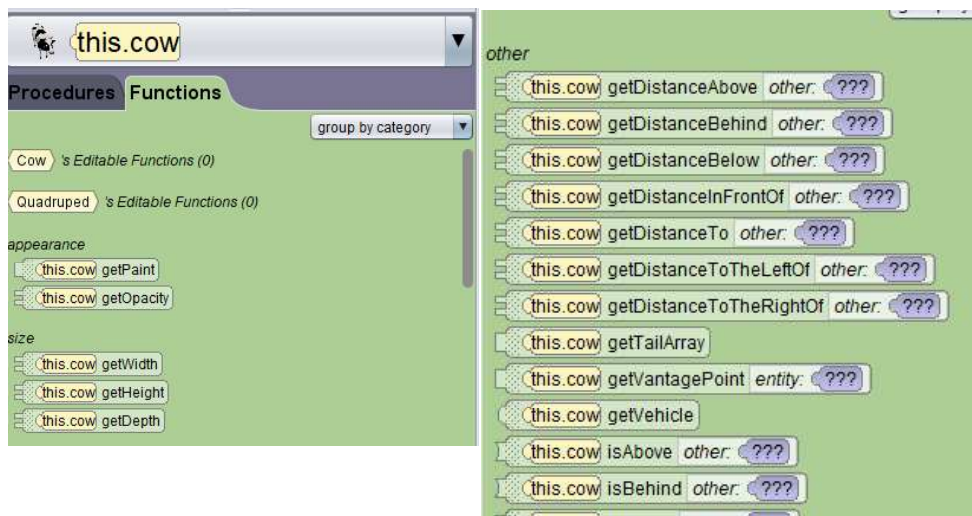 this.cow
Procedures Functions
group by category
Cow 's Editable Functions (0)
Quadruped 's Editable Functions (0)
appearance
this.cow getPaint
this.cow getOpacity
size
this.cow getWidth
this.cow getHeight
this.cow getDepth
other
this.cow getDistanceAbove other: ???
this.cow getDistanceBehind other: ???
this.cow getDistanceBelow other: ???
this.cow getDistanceInFrontOf other: ???
this.cow getDistanceTo other: ???
this.cow getDistanceToTheLeftOf other: ???
this.cow getDistanceToTheRightOf other: ???
this.cow getTailArray
this.cow getVantagePoint entity: ???
this.cow getVehicle
this.cow isAbove other: ???
this.cow isBehind other: ???